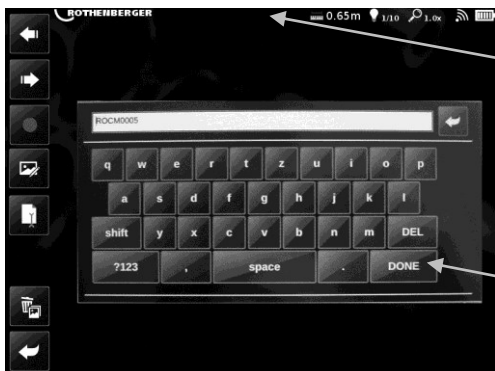 ROTHENBERGER 0.65m 1/10 1.0x
ROCM0005
q w e r t z u i o p
a s d f g h j k l
shift y x c v b n m DEL
?123 , space . DONE